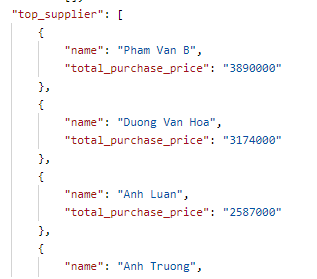 "top_supplier": [
{
"name": "Pham Van B",
"total_purchase_price": "3890000"
},
{
"name": "Duong Van Hoa",
"total_purchase_price": "3174000"
},
{
"name": "Anh Luan",
"total_purchase_price": "2587000"
},
{
"name": "Anh Truong",